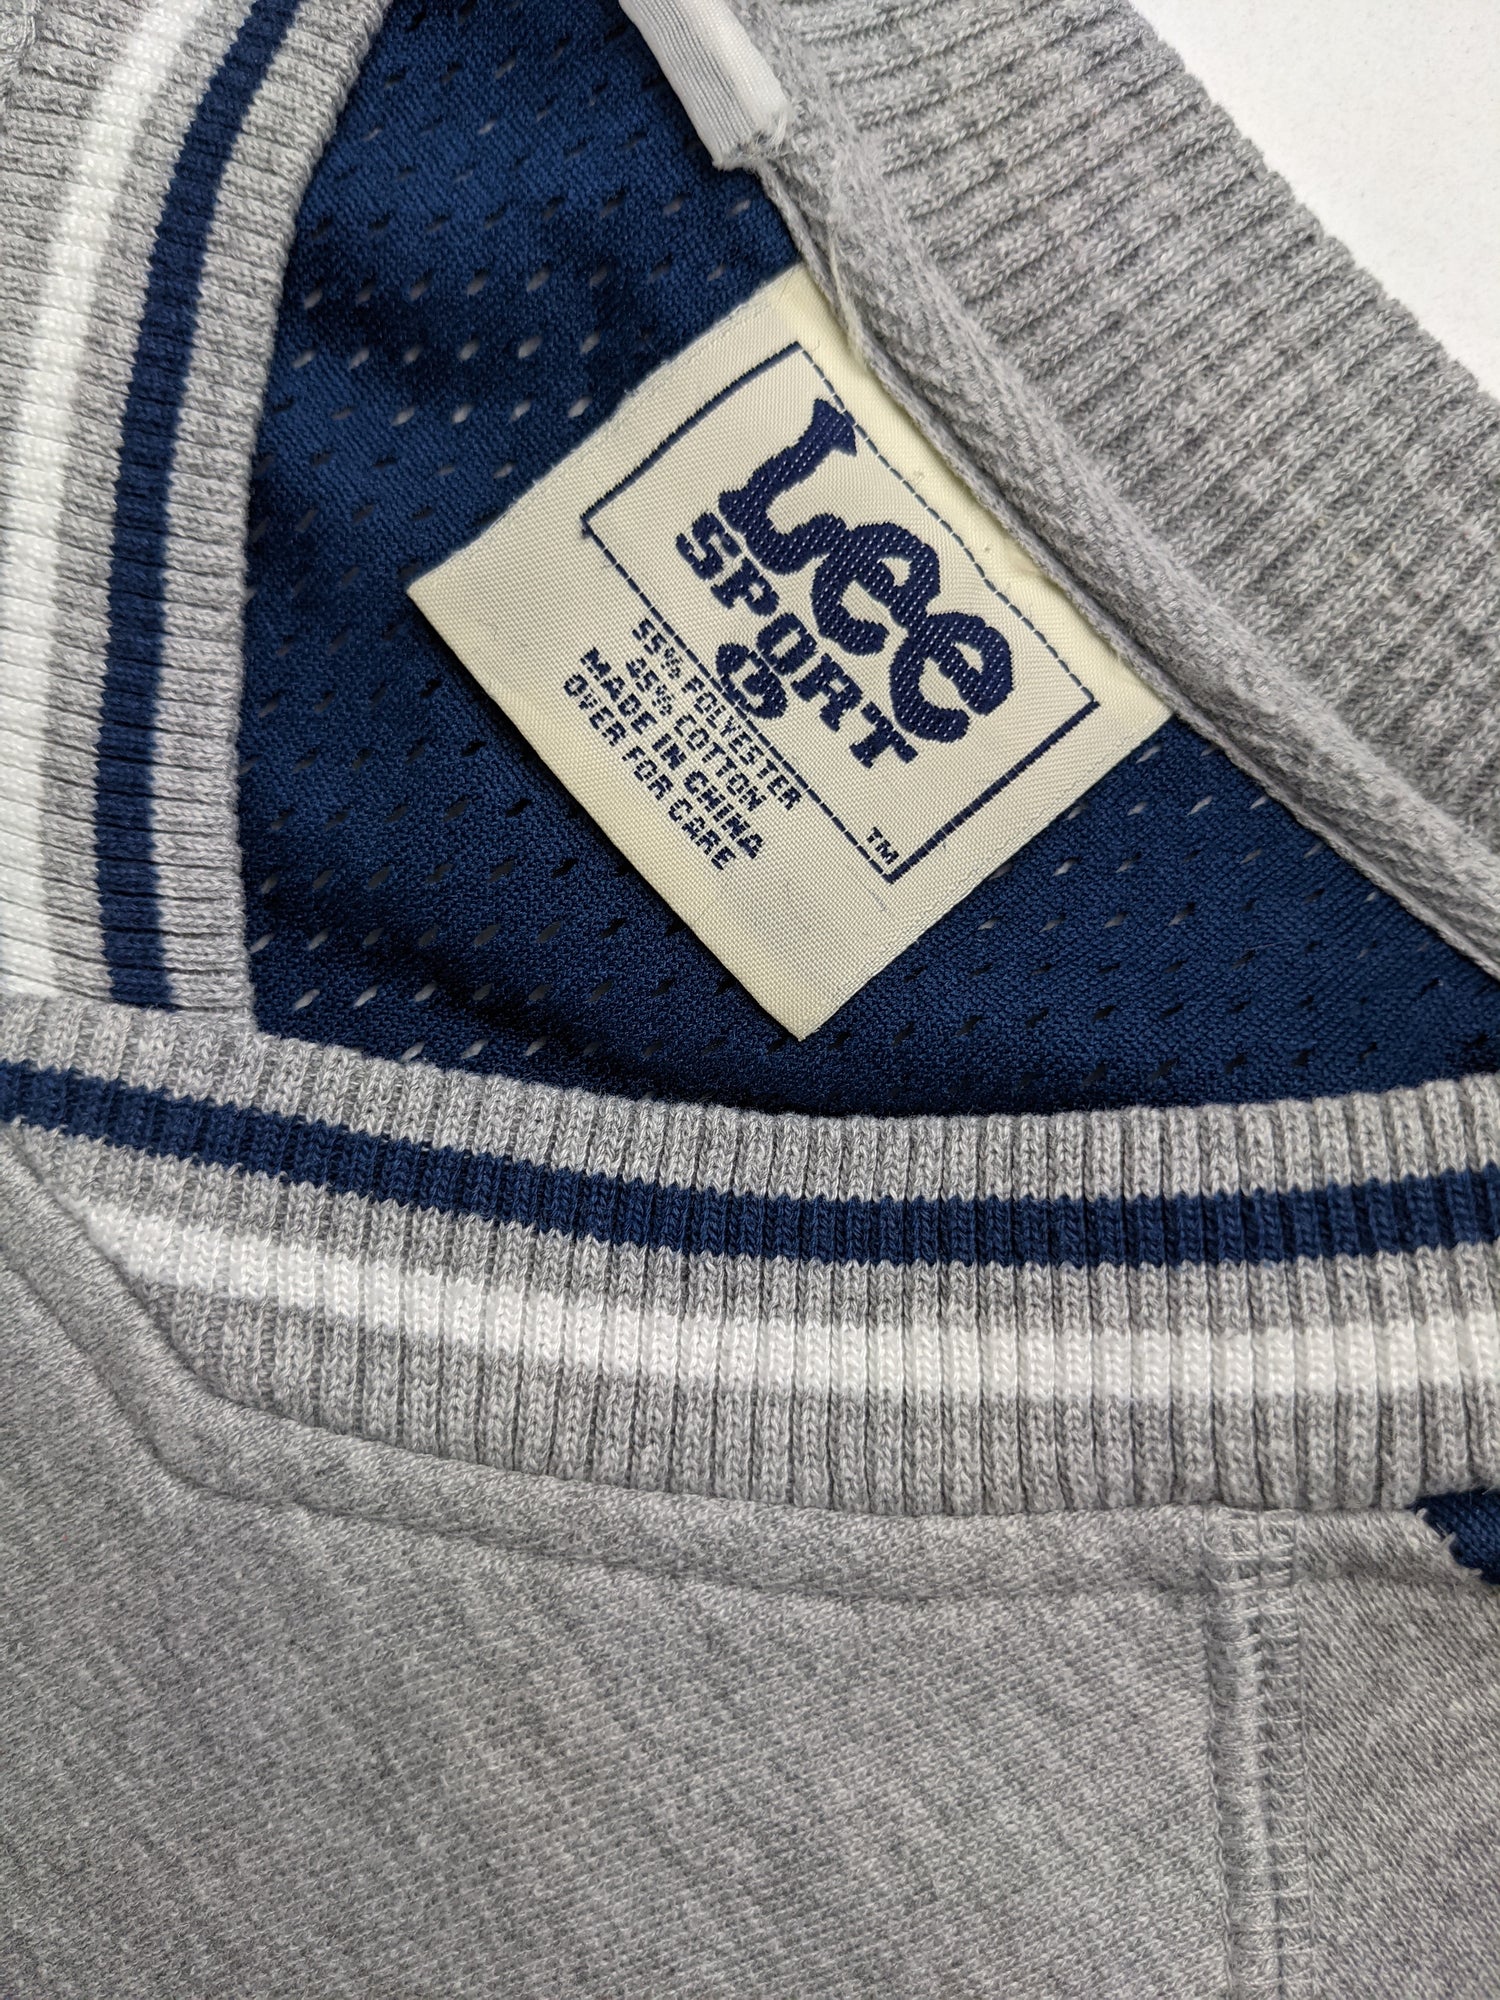 Lee
SPORT
55% POLYESTER
45% COTTON
MADE IN CHINA
OVER FOR CARE
TM